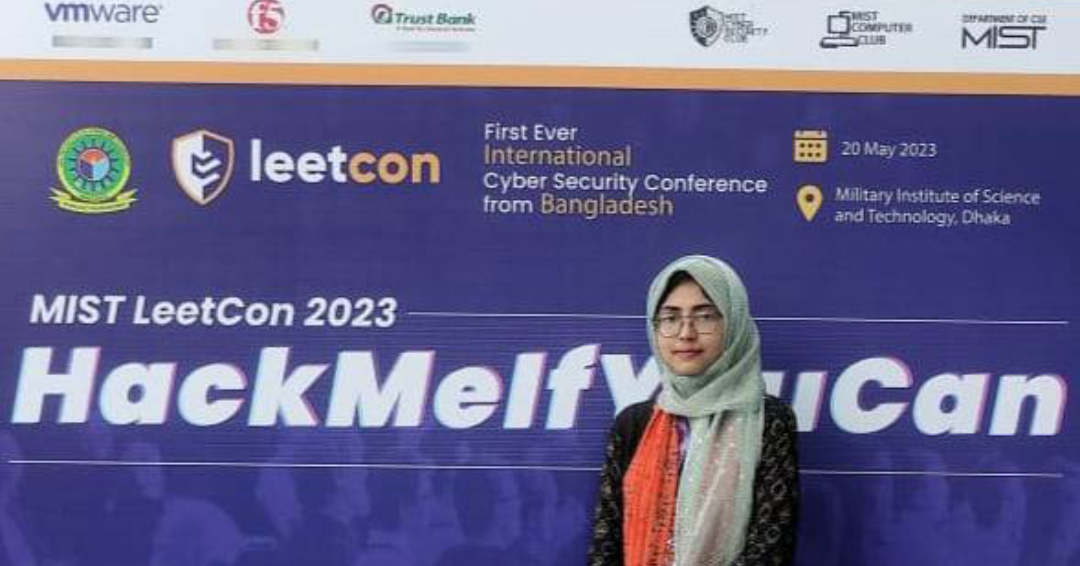 vmware®
f5
Trust Bank
MIST
COMPUTER
CLUB
DEPARTMENT OF CSE
MIST
leetcon
First Ever
International
Cyber Security Conference
from Bangladesh
20 May 2023
Military Institute of Science
and Technology, Dhaka
MIST LeetCon 2023
HackMeIfYouCan